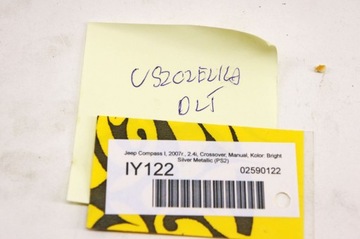 USZCZELKA
DLT
Jeep Compass I, 2007r., 2.4i, Crossover, Manual, Kolor: Bright
Silver Metallic (PS2)
IY122
02590122